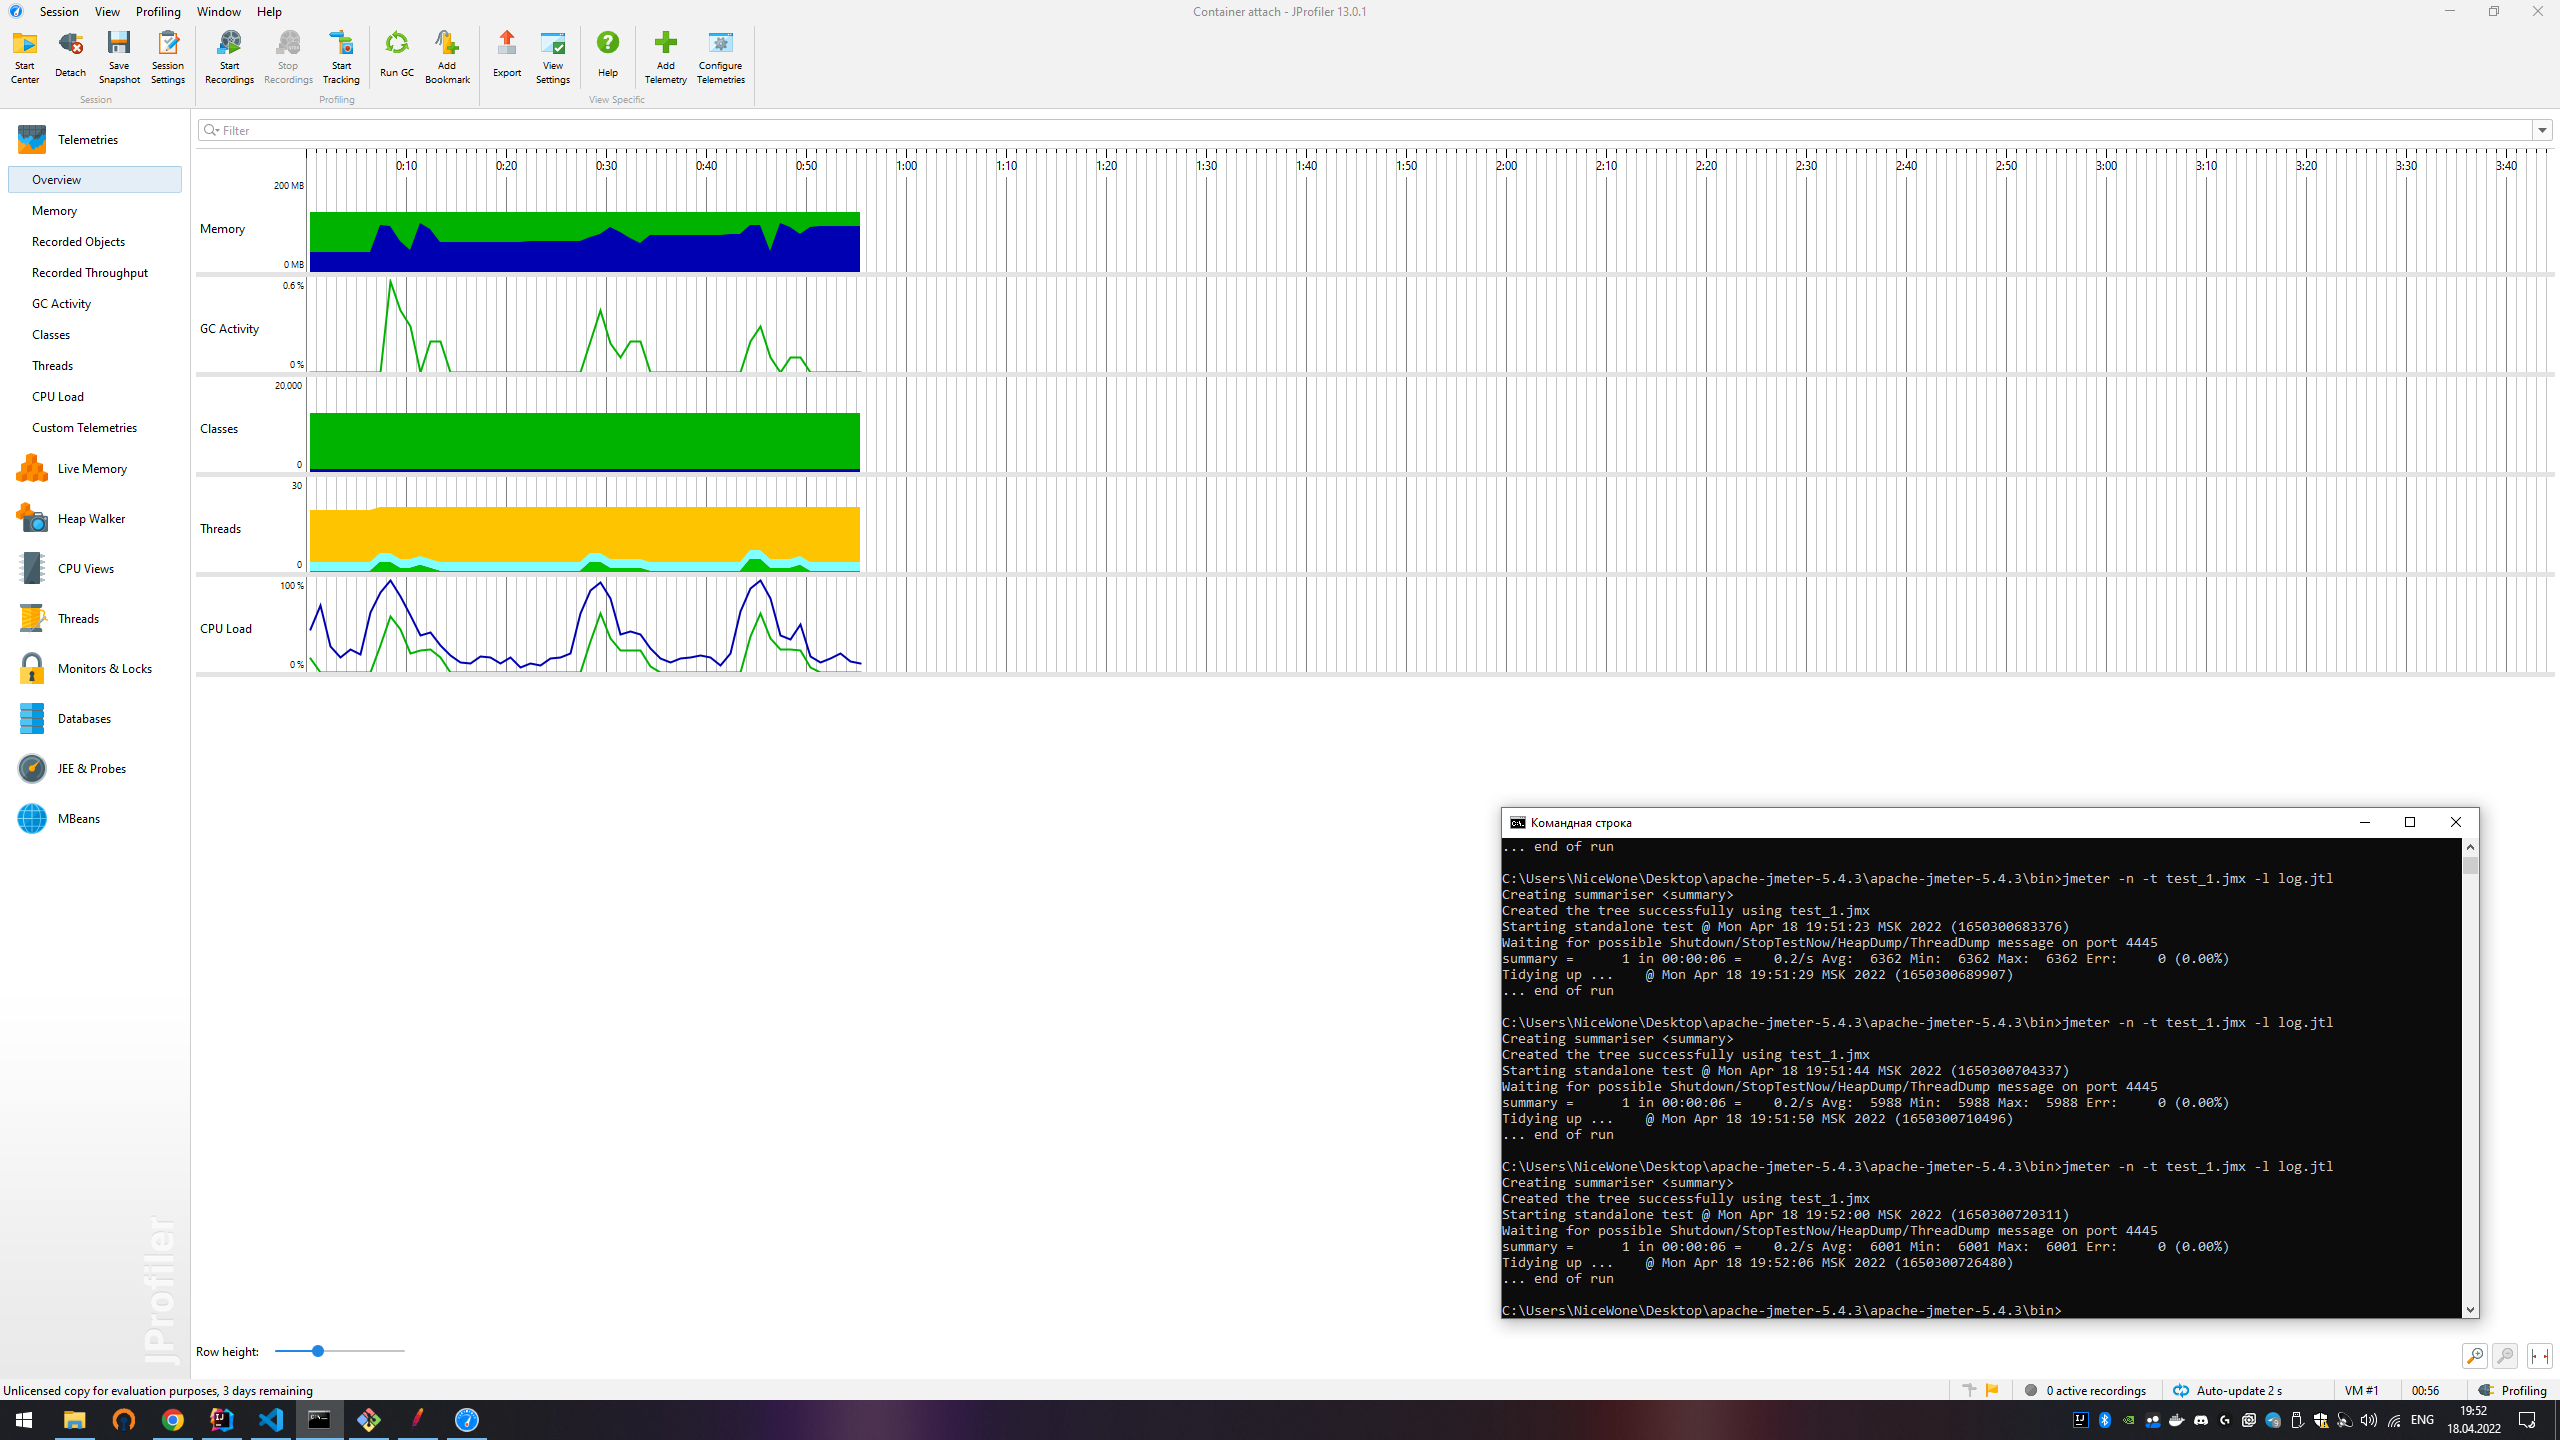 Session View Profiling Window Help
Container attach - JProfiler 13.0.1
Start Center
Detach
Save Snapshot
Session Settings
Start Recordings
Stop Recordings
Start Tracking
Run GC
Add Bookmark
Export
View Settings
Help
Add Telemetry
Configure Telemetries
Session
Profiling
View Specific
Telemetries
Overview
Memory
Recorded Objects
Recorded Throughput
GC Activity
Classes
Threads
CPU Load
Custom Telemetries
Live Memory
Heap Walker
CPU Views
Threads
Monitors & Locks
Databases
JEE & Probes
MBeans
JProfiler
Filter
0:10 0:20 0:30 0:40 0:50 1:00 1:10 1:20 1:30 1:40 1:50 2:00 2:10 2:20 2:30 2:40 2:50 3:00 3:10 3:20 3:30 3:40
200 MB
Memory
0 MB
0.6 %
GC Activity
0 %
20,000
Classes
0
30
Threads
0
100 %
CPU Load
0 %
Командная строка
... end of run
C:\Users\NiceWone\Desktop\apache-jmeter-5.4.3\apache-jmeter-5.4.3\bin>jmeter -n -t test_1.jmx -l log.jtl
Creating summariser <summary>
Created the tree successfully using test_1.jmx
Starting standalone test @ Mon Apr 18 19:51:23 MSK 2022 (1650300683376)
Waiting for possible Shutdown/StopTestNow/HeapDump/ThreadDump message on port 4445
summary =      1 in 00:00:06 =    0.2/s Avg:  6362 Min:  6362 Max:  6362 Err:     0 (0.00%)
Tidying up ...    @ Mon Apr 18 19:51:29 MSK 2022 (1650300689907)
... end of run
C:\Users\NiceWone\Desktop\apache-jmeter-5.4.3\apache-jmeter-5.4.3\bin>jmeter -n -t test_1.jmx -l log.jtl
Creating summariser <summary>
Created the tree successfully using test_1.jmx
Starting standalone test @ Mon Apr 18 19:51:44 MSK 2022 (1650300704337)
Waiting for possible Shutdown/StopTestNow/HeapDump/ThreadDump message on port 4445
summary =      1 in 00:00:06 =    0.2/s Avg:  5988 Min:  5988 Max:  5988 Err:     0 (0.00%)
Tidying up ...    @ Mon Apr 18 19:51:50 MSK 2022 (1650300710496)
... end of run
C:\Users\NiceWone\Desktop\apache-jmeter-5.4.3\apache-jmeter-5.4.3\bin>jmeter -n -t test_1.jmx -l log.jtl
Creating summariser <summary>
Created the tree successfully using test_1.jmx
Starting standalone test @ Mon Apr 18 19:52:00 MSK 2022 (1650300720311)
Waiting for possible Shutdown/StopTestNow/HeapDump/ThreadDump message on port 4445
summary =      1 in 00:00:06 =    0.2/s Avg:  6001 Min:  6001 Max:  6001 Err:     0 (0.00%)
Tidying up ...    @ Mon Apr 18 19:52:06 MSK 2022 (1650300726480)
... end of run
C:\Users\NiceWone\Desktop\apache-jmeter-5.4.3\apache-jmeter-5.4.3\bin>
Row height:
Unlicensed copy for evaluation purposes, 3 days remaining
0 active recordings
Auto-update 2 s
VM #1
00:56
Profiling
ENG
19:52
18.04.2022